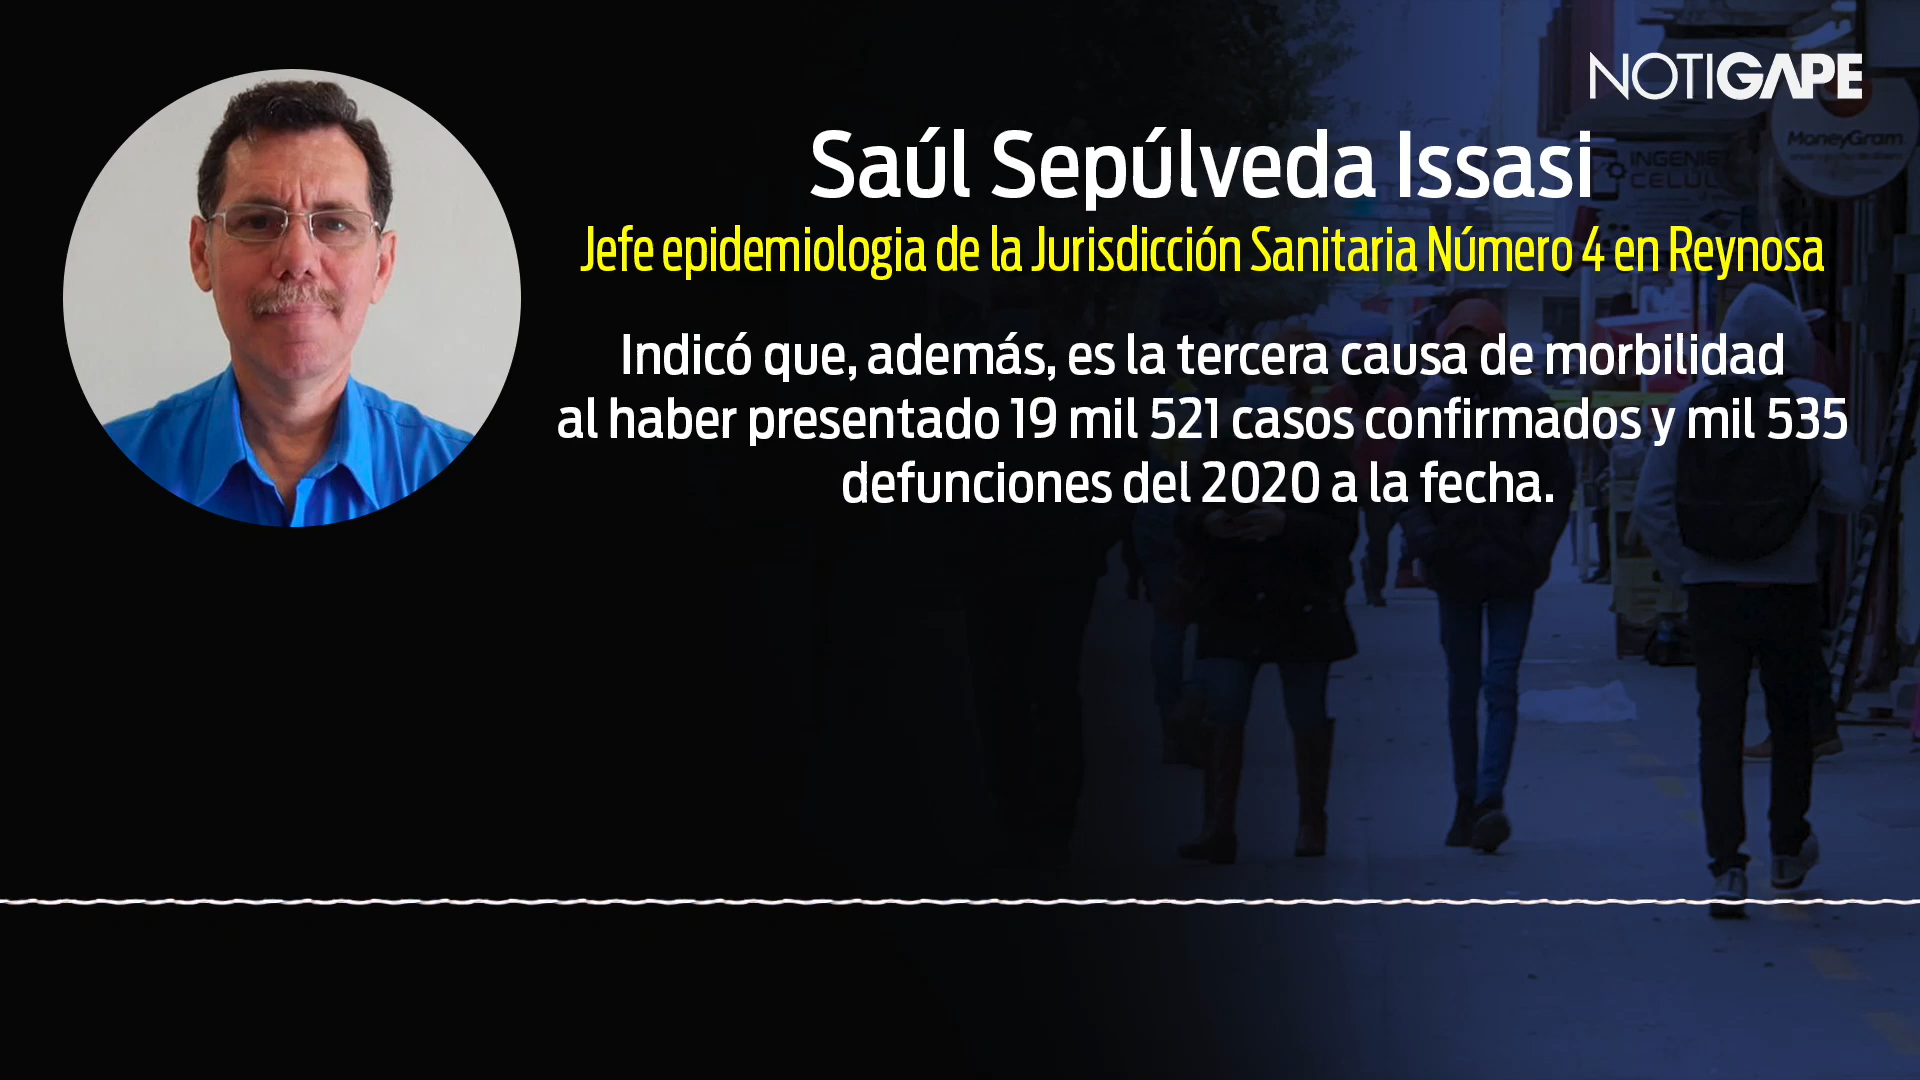 NOTIGAPE
MoneyGram
Saúl Sepúlveda Issasi
Jefe epidemiologia de la Jurisdicción Sanitaria Número 4 en Reynosa
Indicó que, además, es la tercera causa de morbilidad
al haber presentado 19 mil 521 casos confirmados y mil 535
defunciones del 2020 a la fecha.